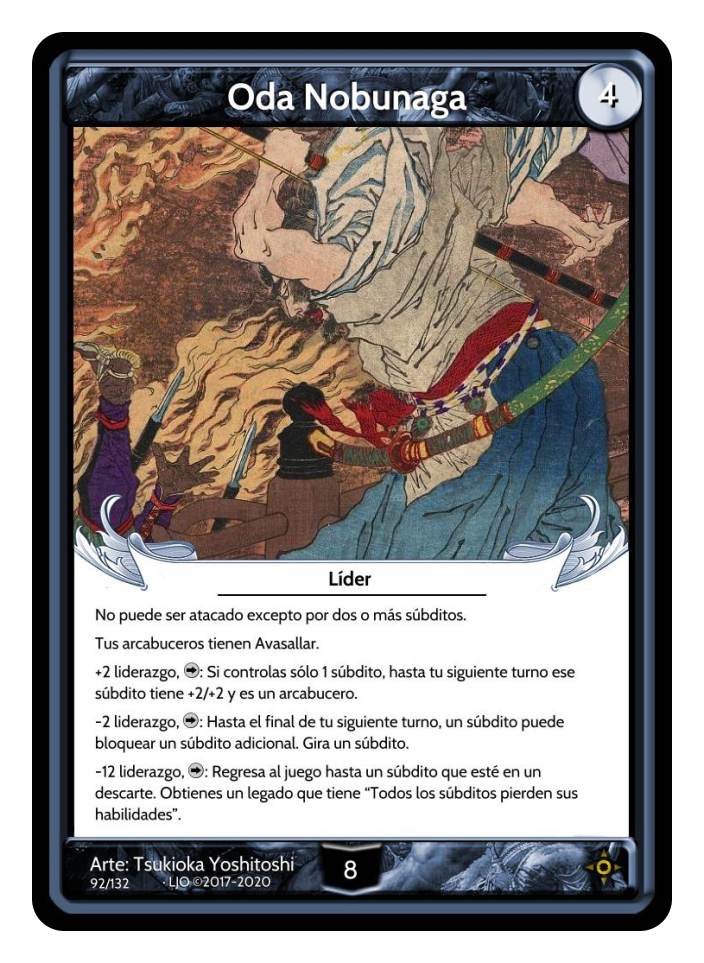 Oda Nobunaga
4
Líder
No puede ser atacado excepto por dos o más súbditos.
Tus arcabuceros tienen Avasallar.
+2 liderazgo, : Si controlas sólo 1 súbdito, hasta tu siguiente turno ese
súbdito tiene +2/+2 y es un arcabucero.
-2 liderazgo, : Hasta el final de tu siguiente turno, un súbdito puede
bloquear un súbdito adicional. Gira un súbdito.
-12 liderazgo, : Regresa al juego hasta un súbdito que esté en un
descarte. Obtienes un legado que tiene “Todos los súbditos pierden sus
habilidades”.
Arte: Tsukioka Yoshitoshi
8
92/132 · LJO ©2017-2020